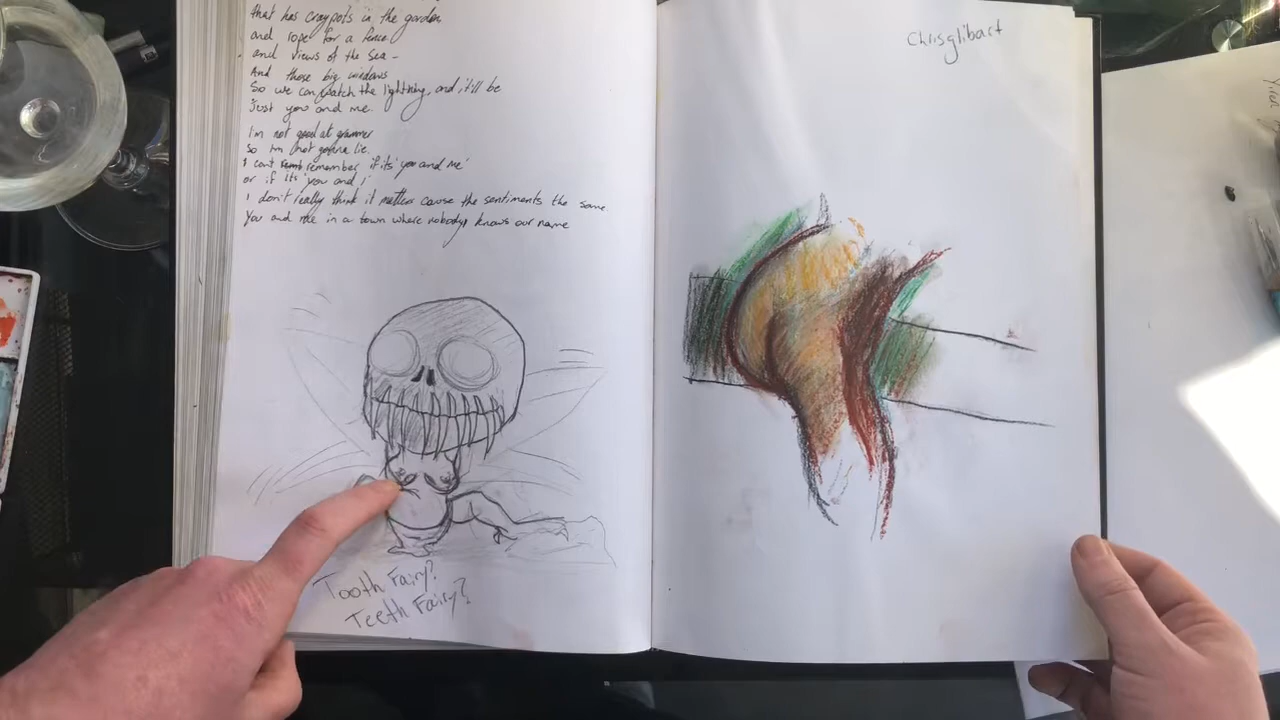 that has craypots in the garden
and rope for a fence
and views of the sea -
And those big windows
So we can watch the lightning, and it'll be
Just you and me.
I'm not good at grammer
So I'm not gonna lie.
I cant remember if its 'you and me'
or if its 'you and I'
I don't really think it matters cause the sentiments the same.
You and me in a town where nobody knows our name
Tooth Fairy?
Teeth Fairy?
Chrisglibart